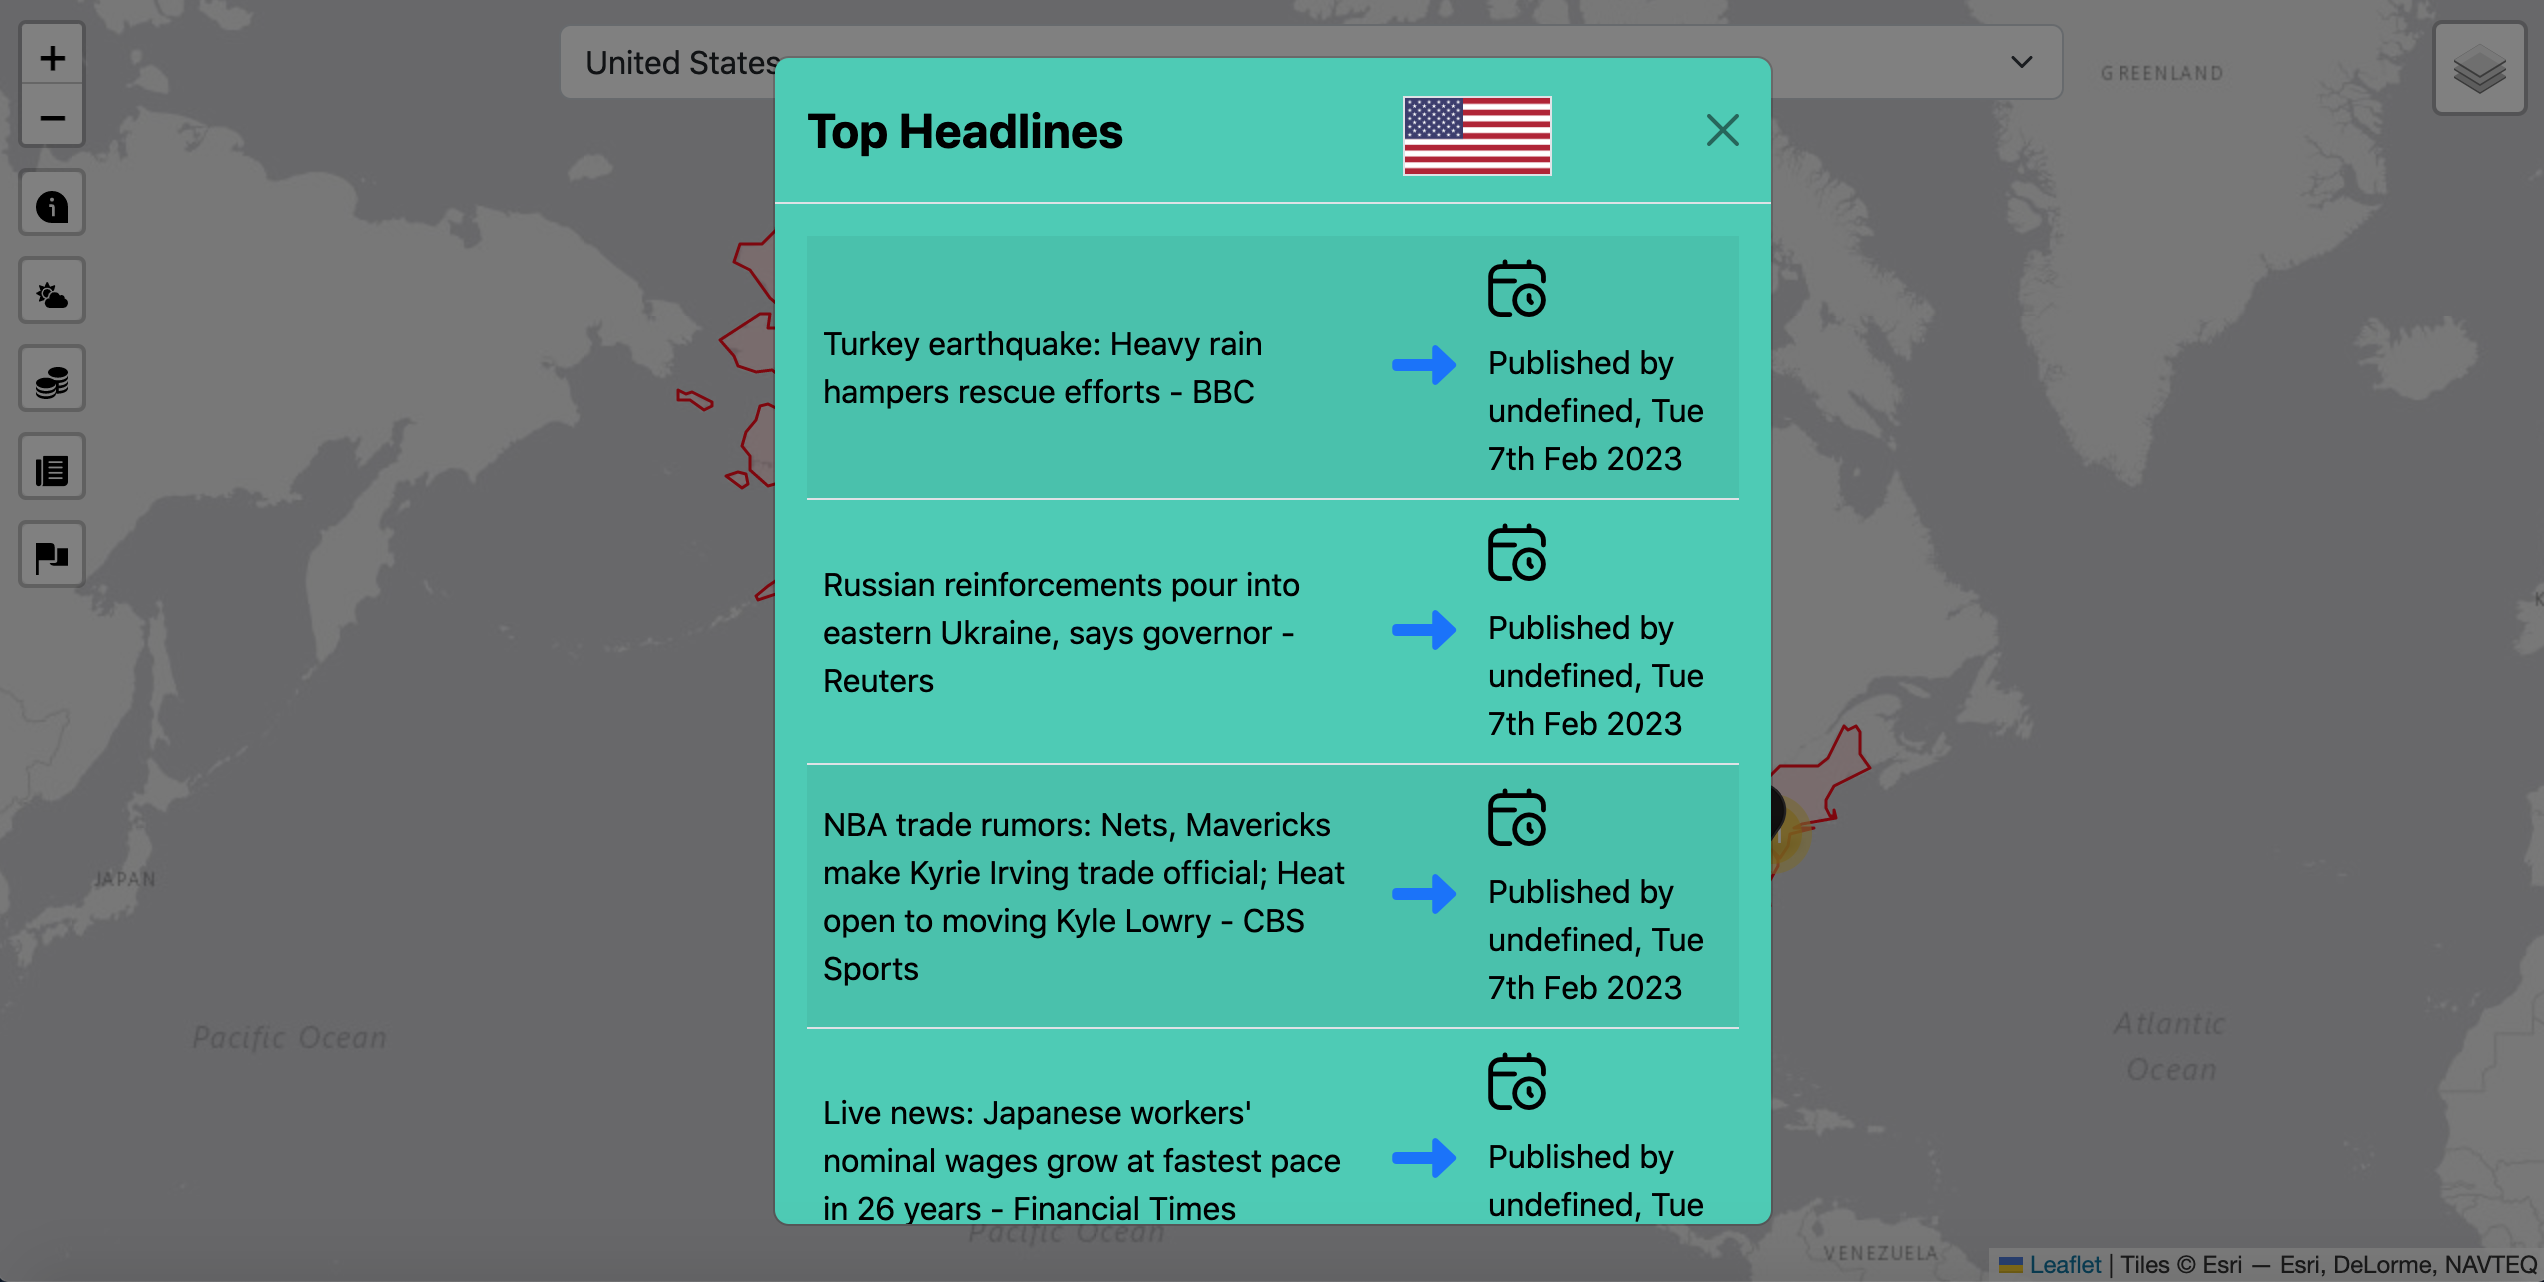 +
United States
GREENLAND
−
Top Headlines
Turkey earthquake: Heavy rain
hampers rescue efforts - BBC
Published by
undefined, Tue
7th Feb 2023
Russian reinforcements pour into
eastern Ukraine, says governor -
Reuters
Published by
undefined, Tue
7th Feb 2023
NBA trade rumors: Nets, Mavericks
make Kyrie Irving trade official; Heat
open to moving Kyle Lowry - CBS
Sports
Published by
undefined, Tue
7th Feb 2023
Live news: Japanese workers'
nominal wages grow at fastest pace
in 26 years - Financial Times
Published by
undefined, Tue
JAPAN
Pacific Ocean
Atlantic
Ocean
Pacific Ocean
VENEZUELA
Leaflet | Tiles © Esri — Esri, DeLorme, NAVTEQ